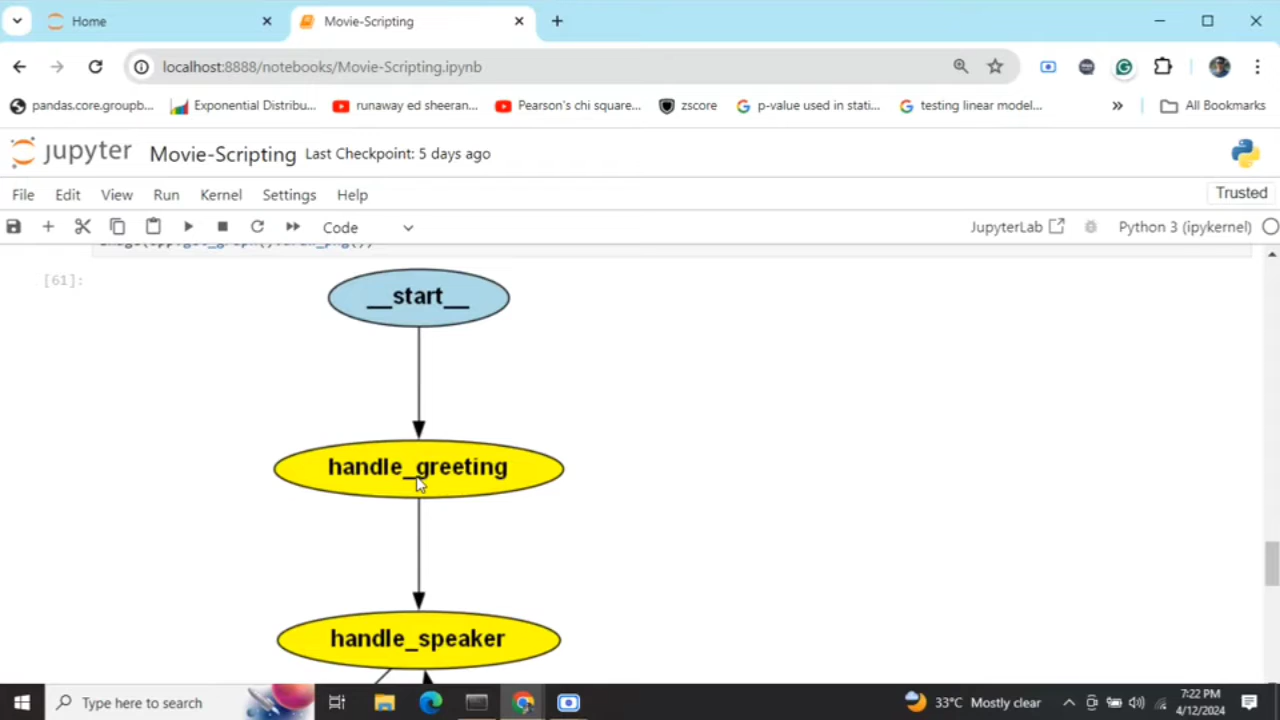 Home
Movie-Scripting
localhost:8888/notebooks/Movie-Scripting.ipynb
pandas.core.groupb...
Exponential Distribu...
runaway ed sheeran...
Pearson's chi square...
zscore
p-value used in stati...
testing linear model...
All Bookmarks
jupyter
Movie-Scripting
Last Checkpoint: 5 days ago
File Edit View Run Kernel Settings Help
Trusted
Code
JupyterLab
Python 3 (ipykernel)
[61]:
__start__
handle_greeting
handle_speaker
Type here to search
33°C Mostly clear
7:22 PM
4/12/2024